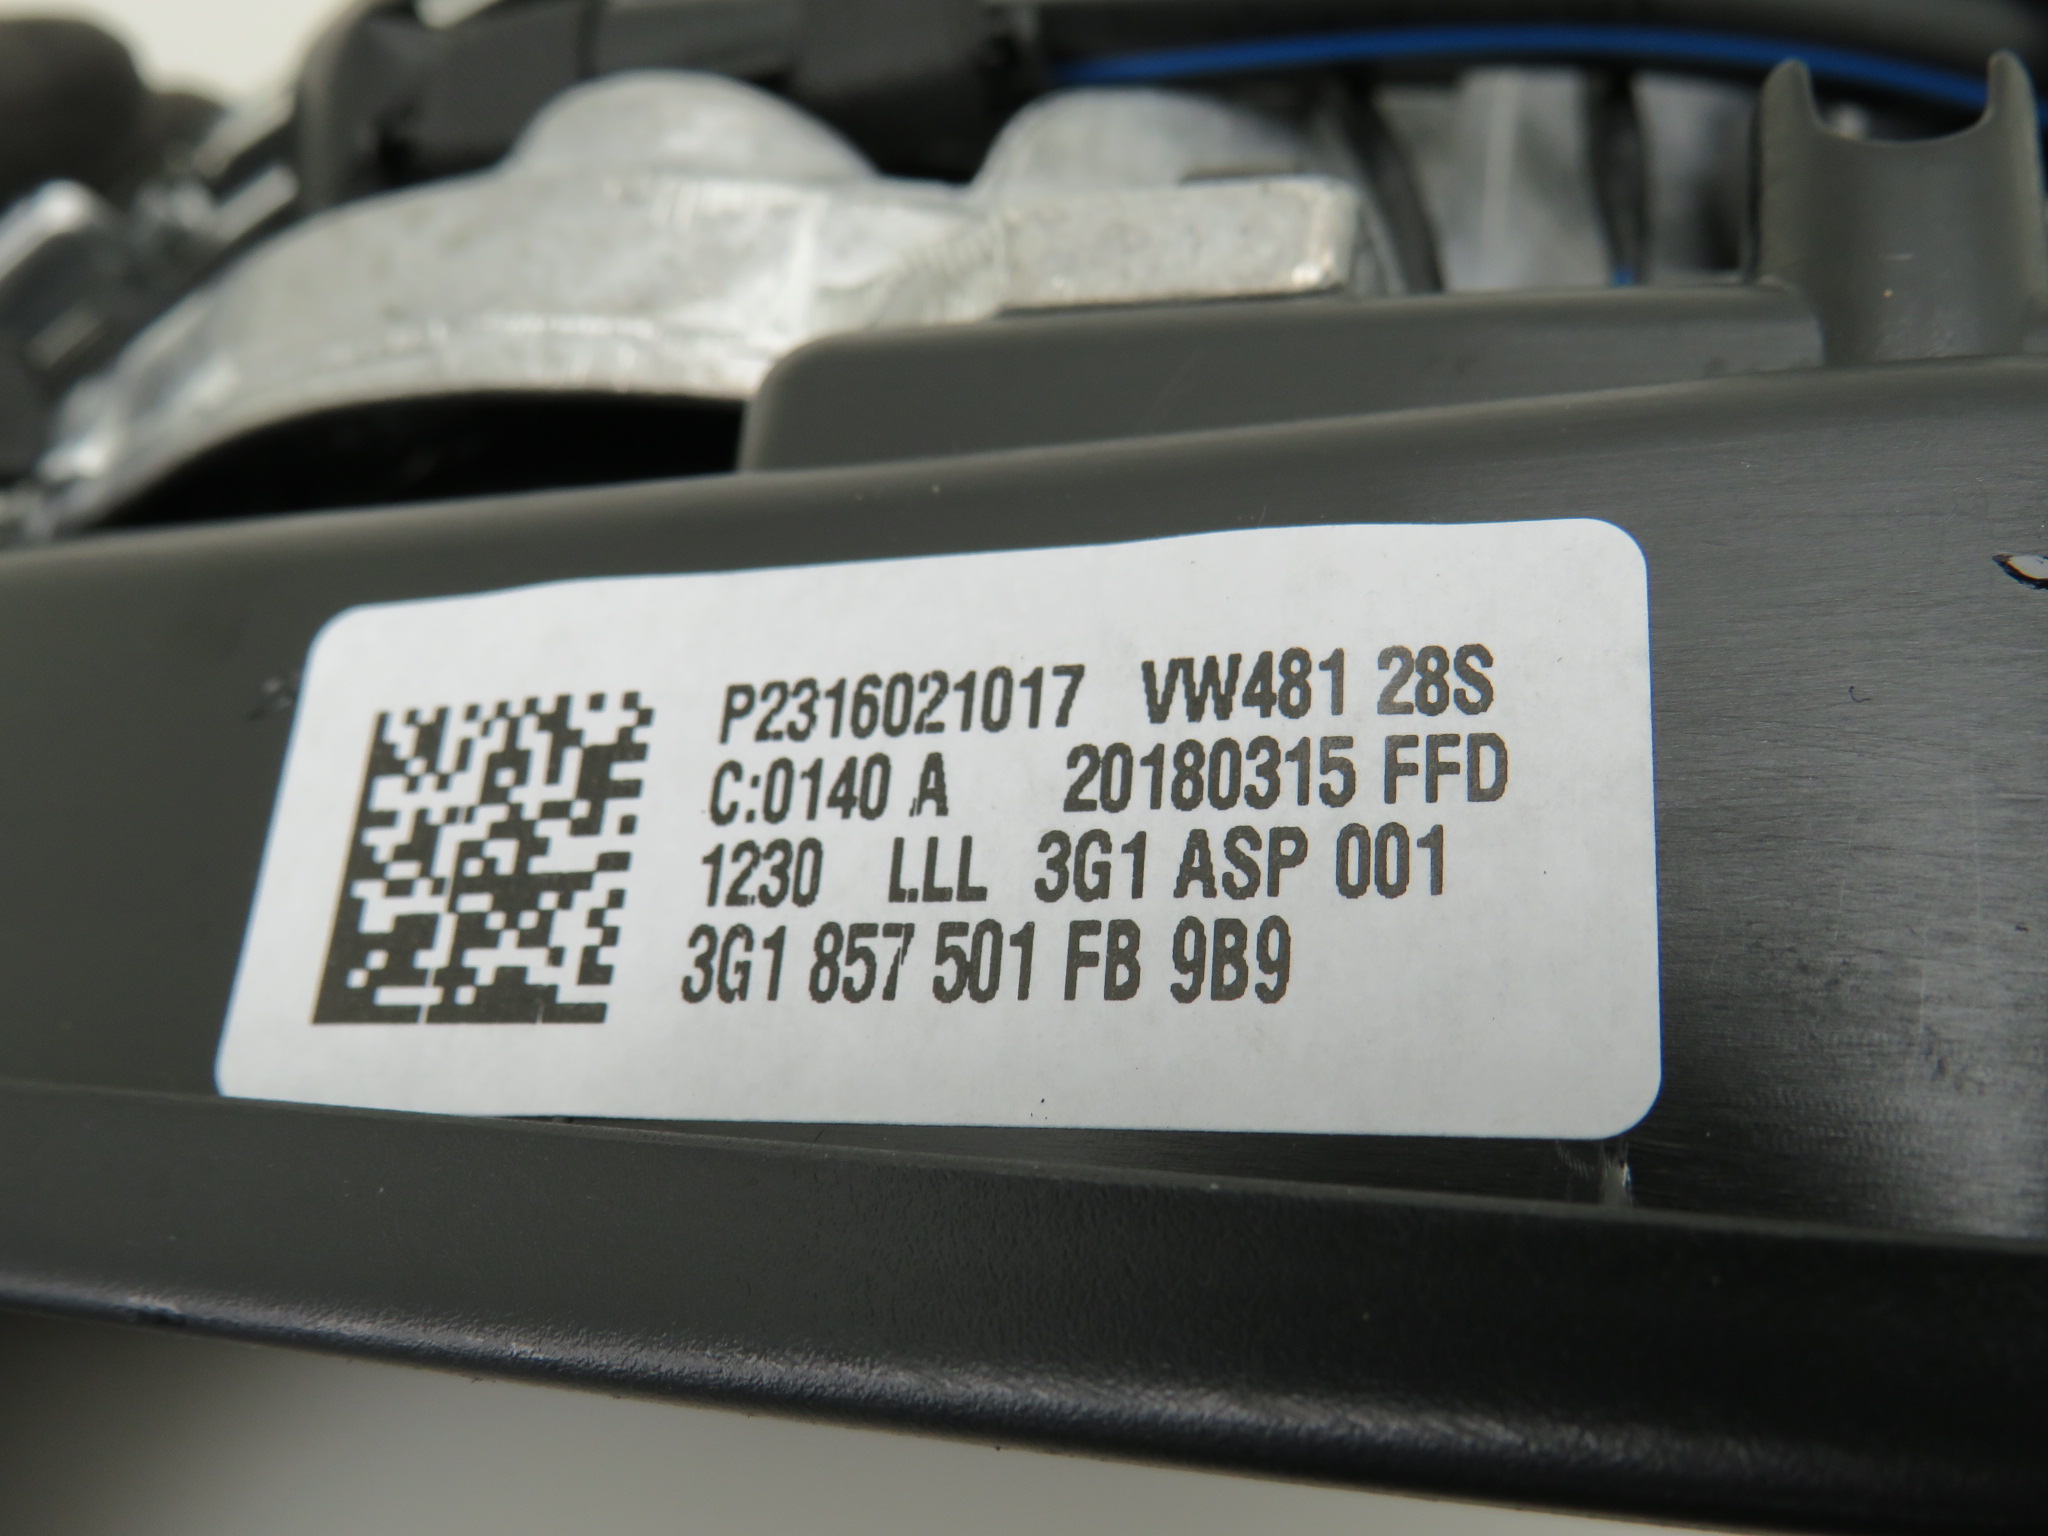 P2316021017 VW481 28S
C:0140 A 20180315 FFD
1230 LLL 3G1 ASP 001
3G1 857 501 FB 9B9